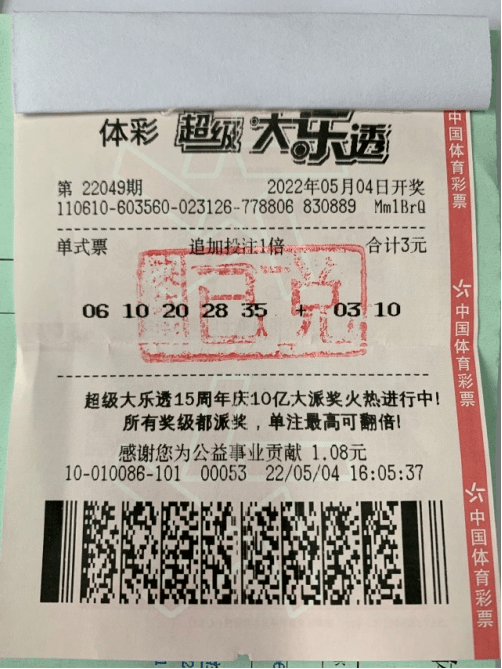 体彩 超级大乐透
第 22049期 2022年05月04日开奖
110610-603560-023126-778806 830889 Mm1BrQ
单式票 追加投注1倍 合计3元
已兑
06 10 20 28 35 + 03 10
超级大乐透15周年庆10亿大派奖火热进行中!
所有奖级都派奖，单注最高可翻倍!
感谢您为公益事业贡献 1.08元
10-010086-101 00053 22/05/04 16:05:37
中国体育彩票
中国体育彩票
中国体育彩票